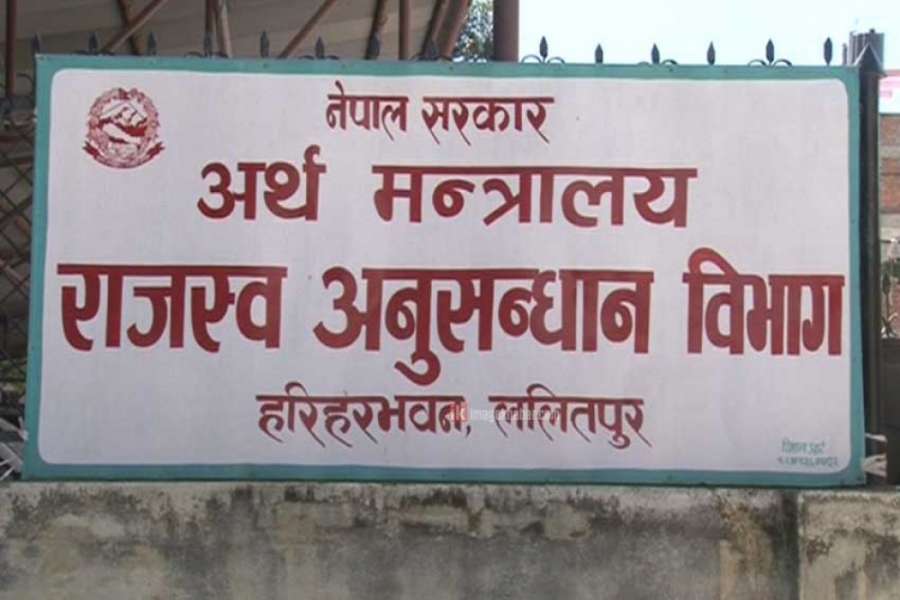 नेपाल सरकार
अर्थ मन्त्रालय
राजस्व अनुसन्धान विभाग
हरिहरभवन, ललितपुर